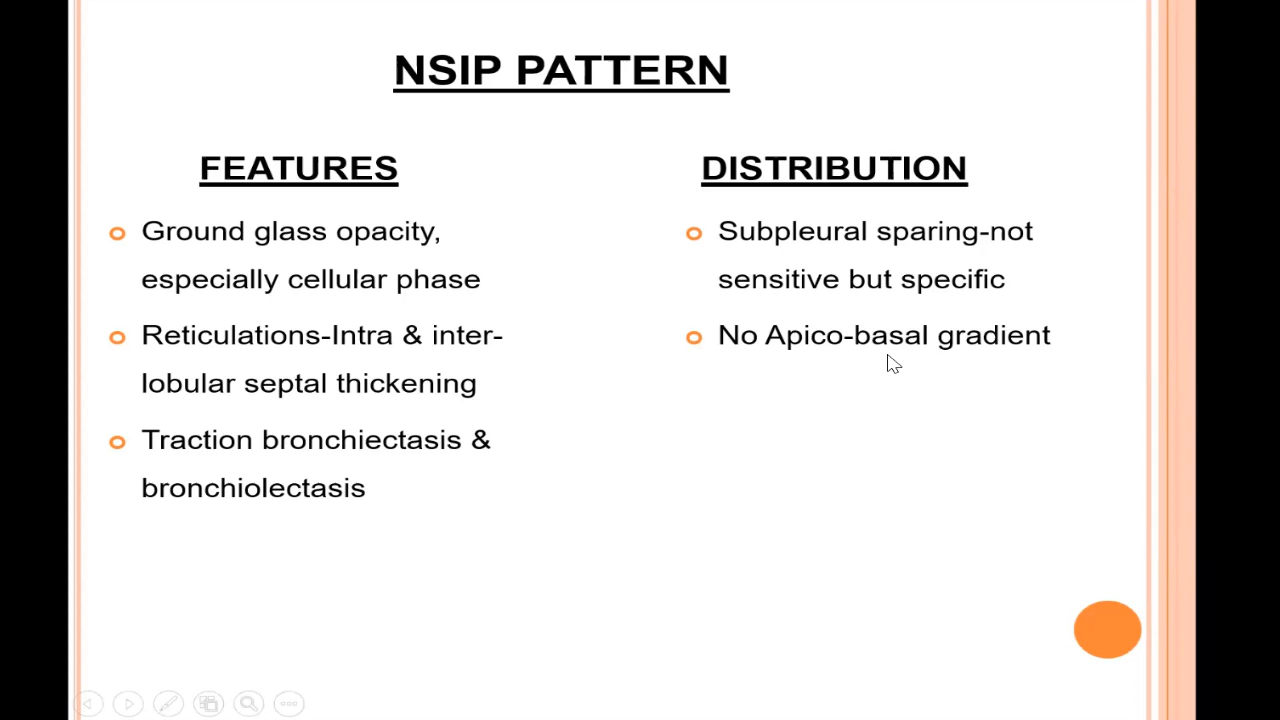 NSIP PATTERN
FEATURES
Ground glass opacity,
especially cellular phase
Reticulations-Intra & inter-
lobular septal thickening
Traction bronchiectasis &
bronchiolectasis
DISTRIBUTION
Subpleural sparing-not
sensitive but specific
No Apico-basal gradient